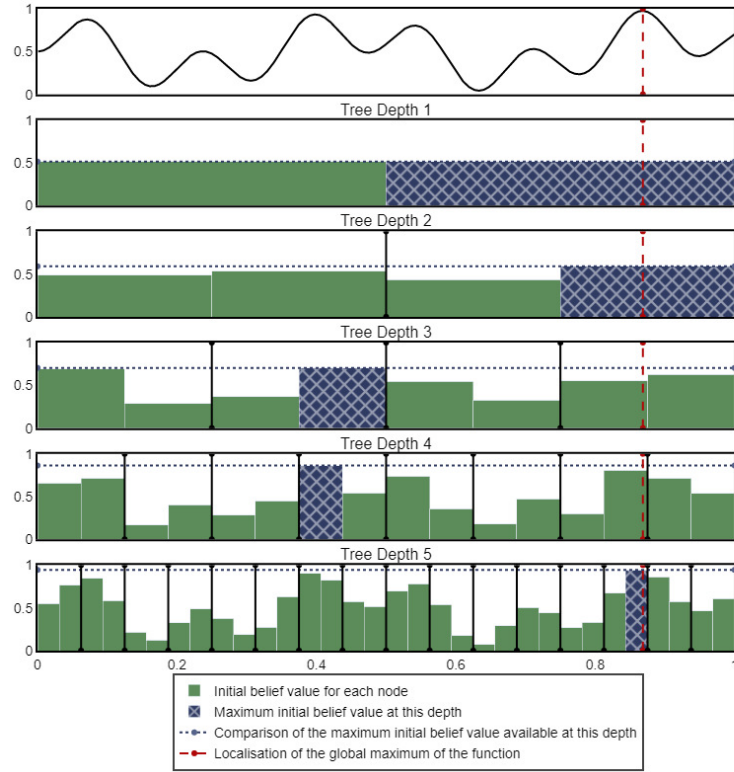 1
0.5
0
Tree Depth 1
1
0.5
0
Tree Depth 2
1
0.5
0
Tree Depth 3
1
0.5
0
Tree Depth 4
1
0.5
0
Tree Depth 5
1
0.5
0
0 0.2 0.4 0.6 0.8 1
Initial belief value for each node
Maximum initial belief value at this depth
Comparison of the maximum initial belief value available at this depth
Localisation of the global maximum of the function